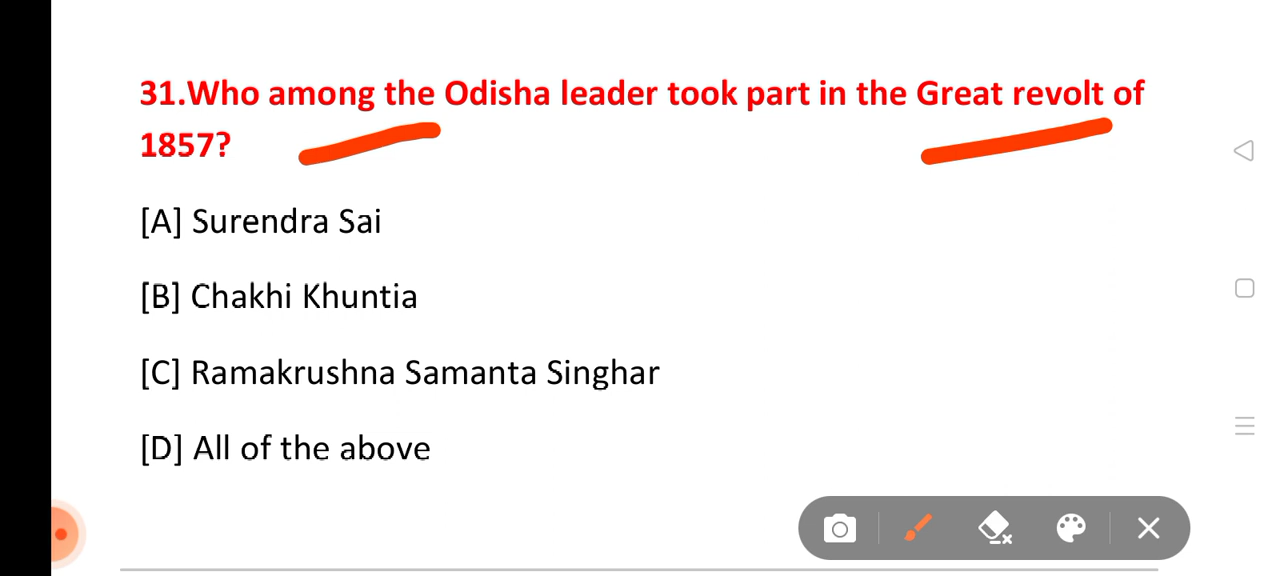 31.Who among the Odisha leader took part in the Great revolt of
1857?
[A] Surendra Sai
[B] Chakhi Khuntia
[C] Ramakrushna Samanta Singhar
[D] All of the above